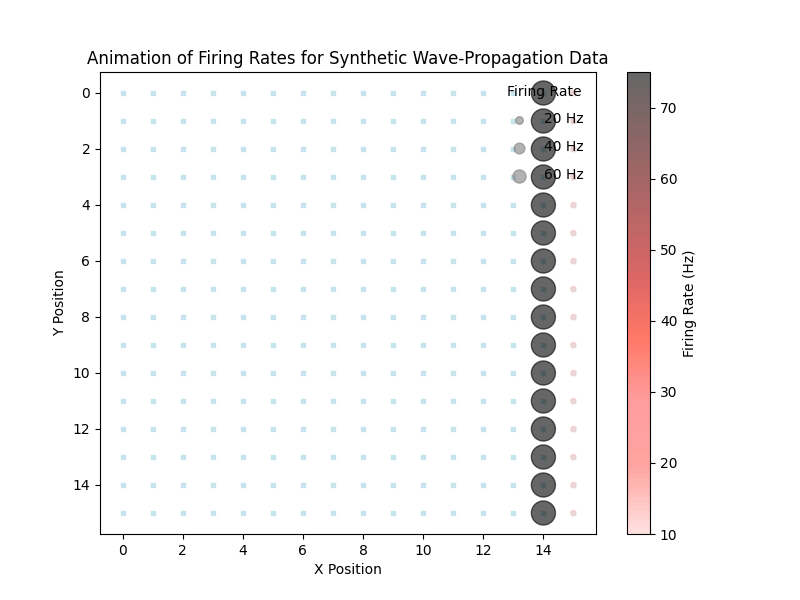 Animation of Firing Rates for Synthetic Wave-Propagation Data
Firing Rate
20 Hz
40 Hz
60 Hz
0
2
4
6
8
10
12
14
Y Position
0
2
4
6
8
10
12
14
X Position
70
60
50
40
30
20
10
Firing Rate (Hz)